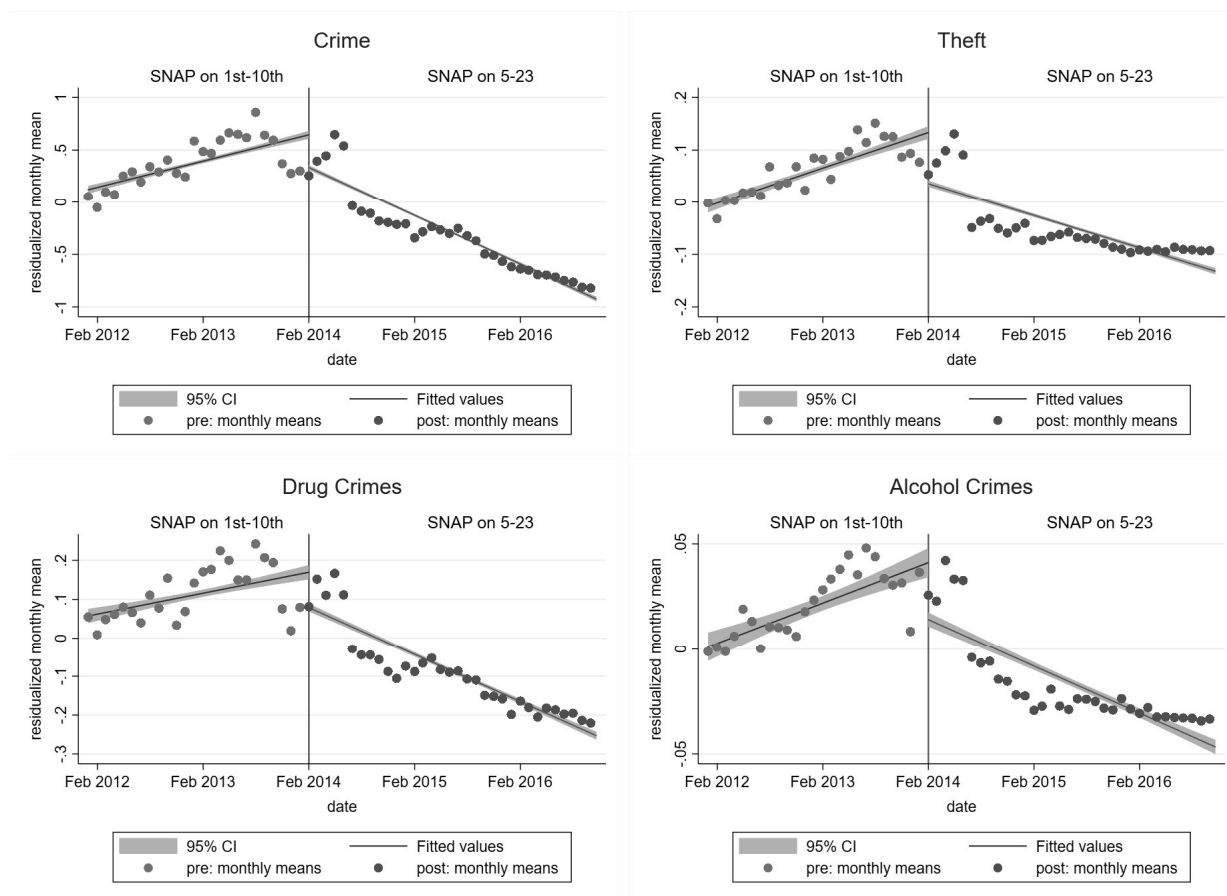 Crime
SNAP on 1st-10th
SNAP on 5-23
residualized monthly mean
1
.5
0
-.5
-1
Feb 2012
Feb 2013
Feb 2014
Feb 2015
Feb 2016
date
95% CI
Fitted values
pre: monthly means
post: monthly means
Theft
SNAP on 1st-10th
SNAP on 5-23
residualized monthly mean
.2
.1
0
-.1
-.2
Feb 2012
Feb 2013
Feb 2014
Feb 2015
Feb 2016
date
95% CI
Fitted values
pre: monthly means
post: monthly means
Drug Crimes
SNAP on 1st-10th
SNAP on 5-23
residualized monthly mean
.2
.1
0
-.1
-.2
-.3
Feb 2012
Feb 2013
Feb 2014
Feb 2015
Feb 2016
date
95% CI
Fitted values
pre: monthly means
post: monthly means
Alcohol Crimes
SNAP on 1st-10th
SNAP on 5-23
residualized monthly mean
.05
0
-.05
Feb 2012
Feb 2013
Feb 2014
Feb 2015
Feb 2016
date
95% CI
Fitted values
pre: monthly means
post: monthly means